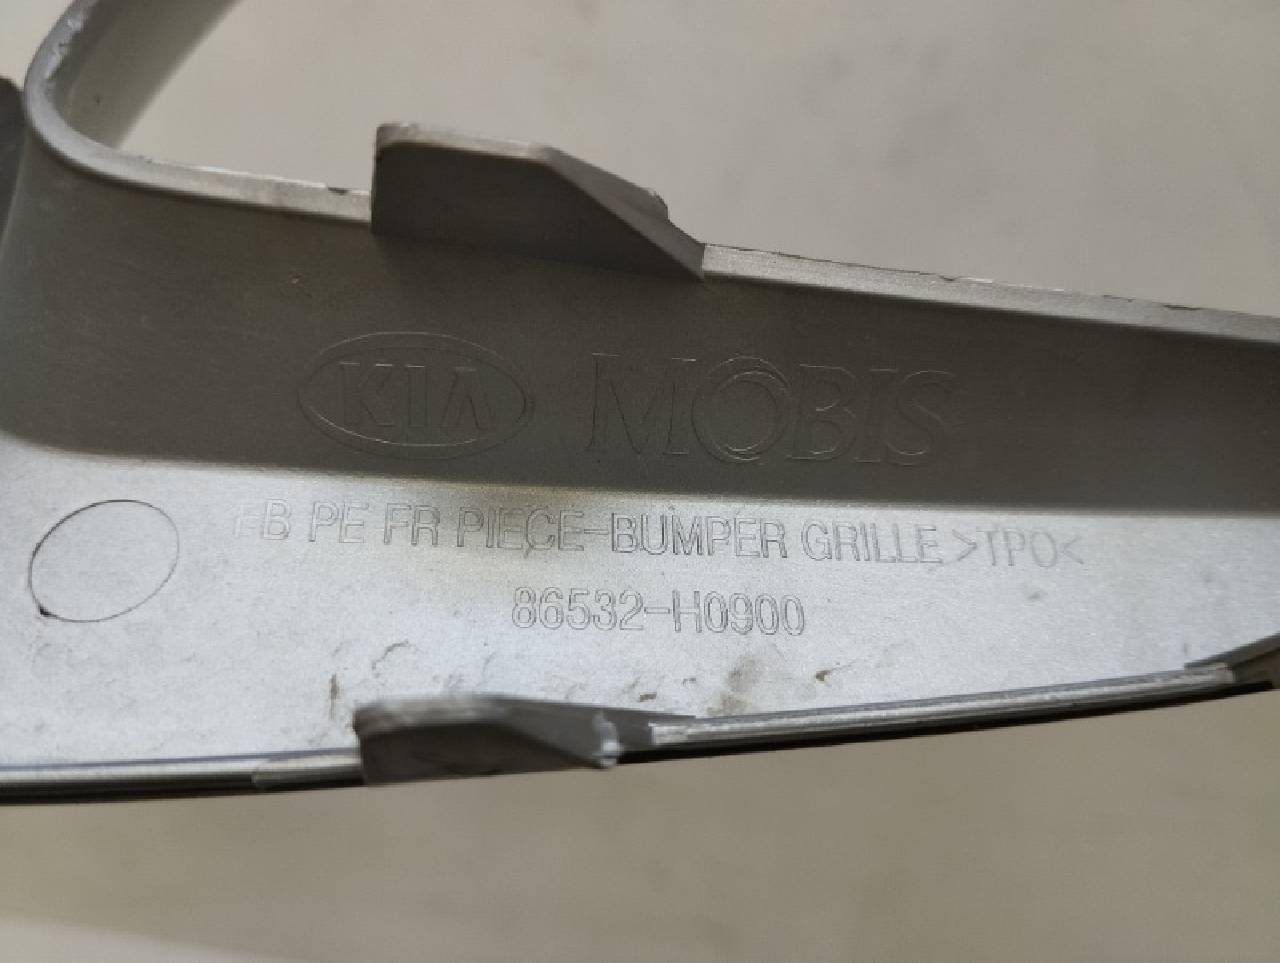 KIA MOBIS
FB PE FR PIECE-BUMPER GRILLE >TPO<
86532-H0900